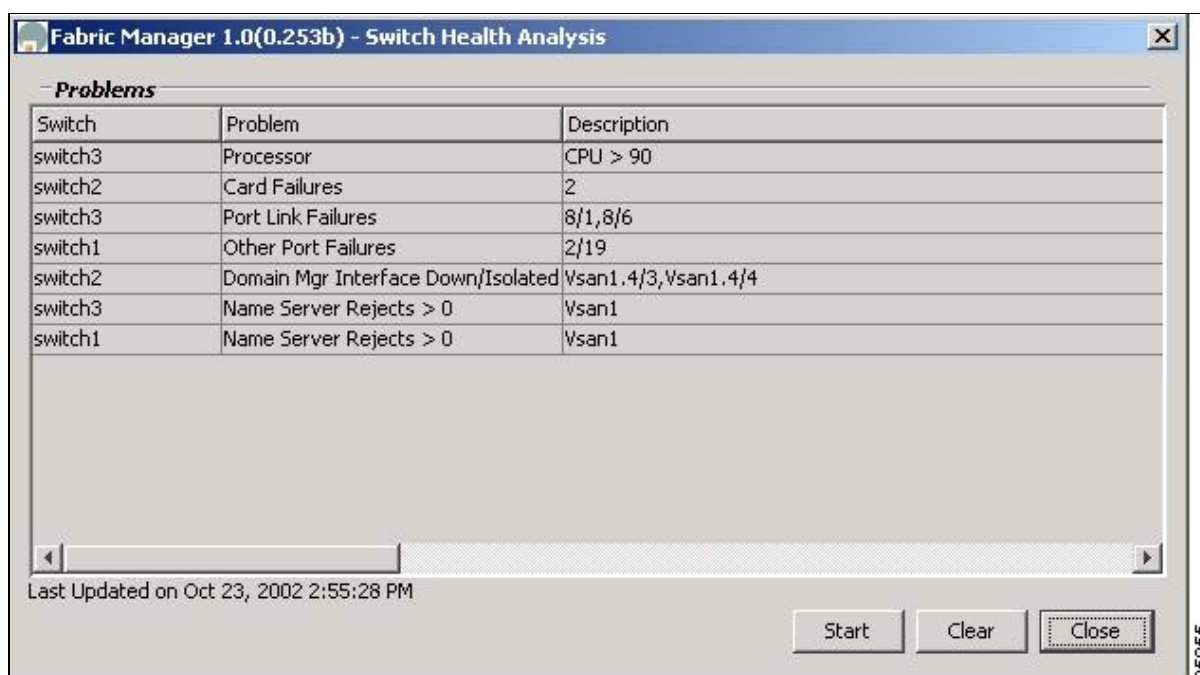 Fabric Manager 1.0(0.253b) - Switch Health Analysis
Problems
Switch Problem Description
switch3 Processor CPU > 90
switch2 Card Failures 2
switch3 Port Link Failures 8/1,8/6
switch1 Other Port Failures 2/19
switch2 Domain Mgr Interface Down/Isolated Vsan1.4/3,Vsan1.4/4
switch3 Name Server Rejects > 0 Vsan1
switch1 Name Server Rejects > 0 Vsan1
Last Updated on Oct 23, 2002 2:55:28 PM
Start Clear Close